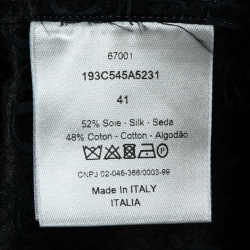 67001
193C545A5231
41
52% Soie - Silk - Seda
48% Coton - Cotton - Algodão
CNPJ 02-046-366/0003-99
Made In ITALY
ITALIA